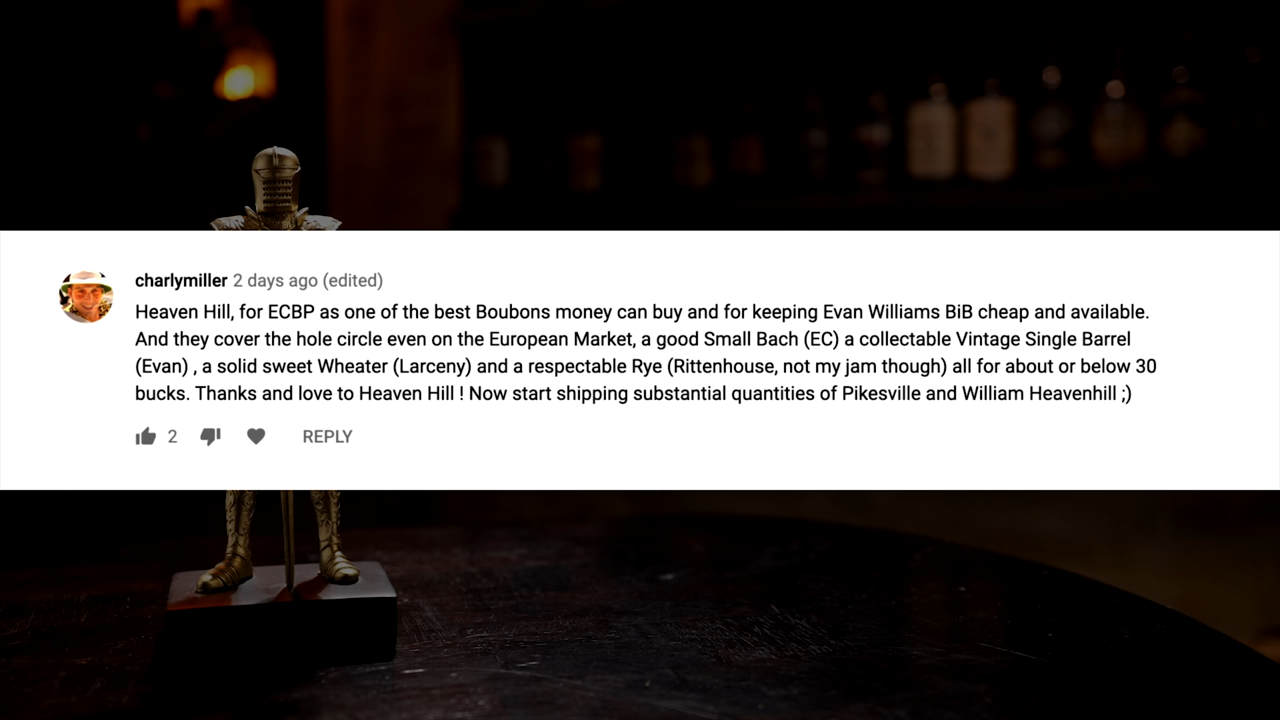 charlymiller 2 days ago (edited)
Heaven Hill, for ECBP as one of the best Boubons money can buy and for keeping Evan Williams BiB cheap and available.
And they cover the hole circle even on the European Market, a good Small Bach (EC) a collectable Vintage Single Barrel
(Evan) , a solid sweet Wheater (Larceny) and a respectable Rye (Rittenhouse, not my jam though) all for about or below 30
bucks. Thanks and love to Heaven Hill ! Now start shipping substantial quantities of Pikesville and William Heavenhill ;)
2 REPLY